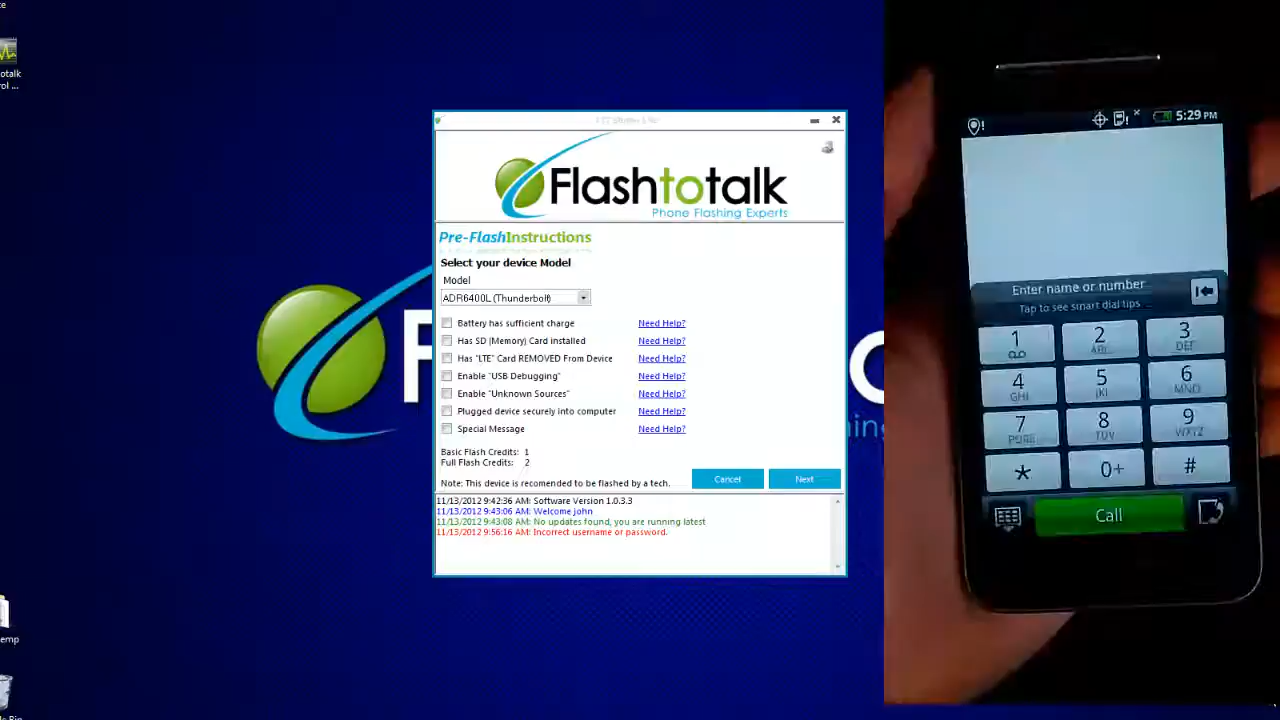 otalk
rol ...
Flashtotalk
Phone Flashing Experts
Pre-FlashInstructions
Select your device Model
Model
ADR6400L (Thunderbolt)
Battery has sufficient charge Need Help?
Has SD (Memory) Card installed Need Help?
Has "LTE" Card REMOVED From Device Need Help?
Enable "USB Debugging" Need Help?
Enable "Unknown Sources" Need Help?
Plugged device securely into computer Need Help?
Special Message Need Help?
Basic Flash Credits: 1
Full Flash Credits: 2
Note: This device is recomended to be flashed by a tech.
Cancel Next
11/13/2012 9:42:36 AM: Software Version 1.0.3.3
11/13/2012 9:43:06 AM: Welcome john
11/13/2012 9:43:08 AM: No updates found, you are running latest
11/13/2012 9:56:16 AM: Incorrect username or password.
emp
5:29 PM
Enter name or number
Tap to see smart dial tips
1 2 3
ABC DEF
4 5 6
GHI JKL MNO
7 8 9
PQRS TUV WXYZ
* 0+ #
Call